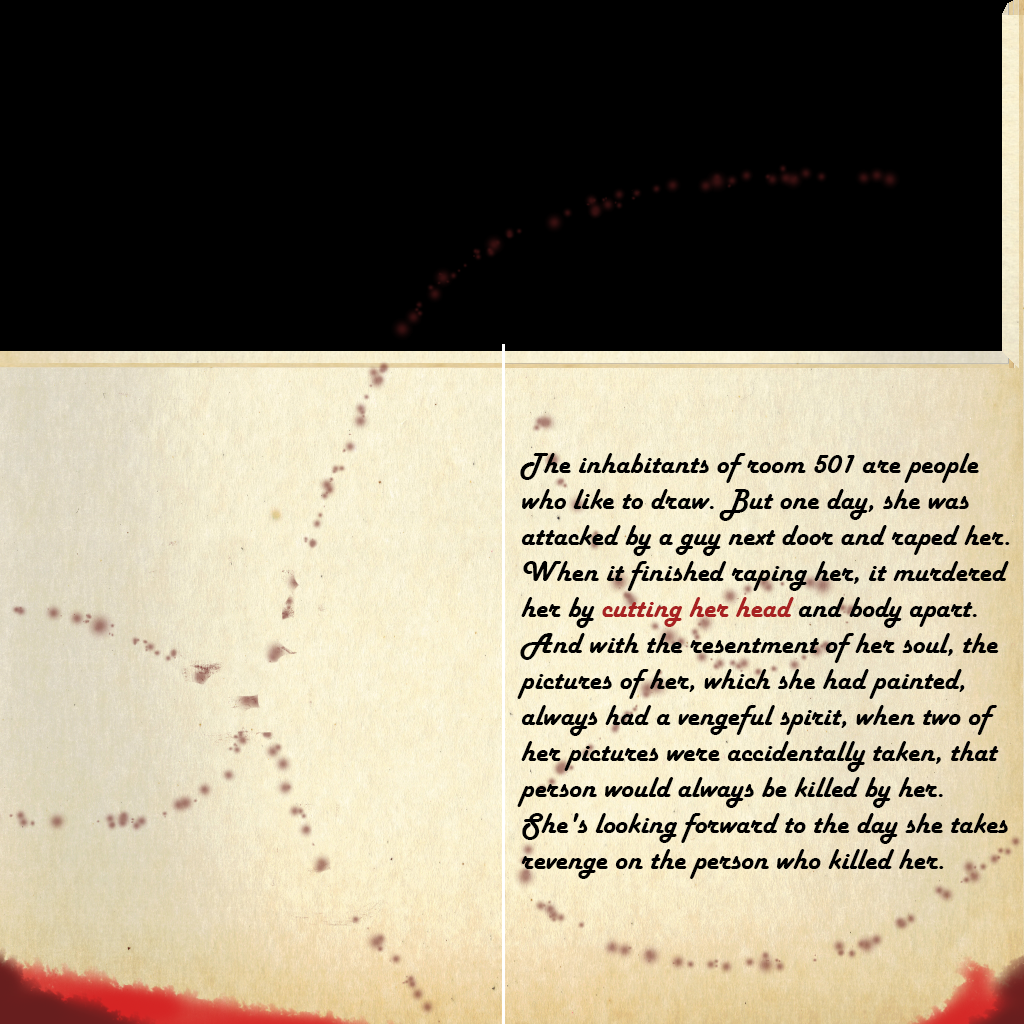 The inhabitants of room 501 are people
who like to draw. But one day, she was
attacked by a guy next door and raped her.
When it finished raping her, it murdered
her by cutting her head and body apart.
And with the resentment of her soul, the
pictures of her, which she had painted,
always had a vengeful spirit, when two of
her pictures were accidentally taken, that
person would always be killed by her.
She's looking forward to the day she takes
revenge on the person who killed her.